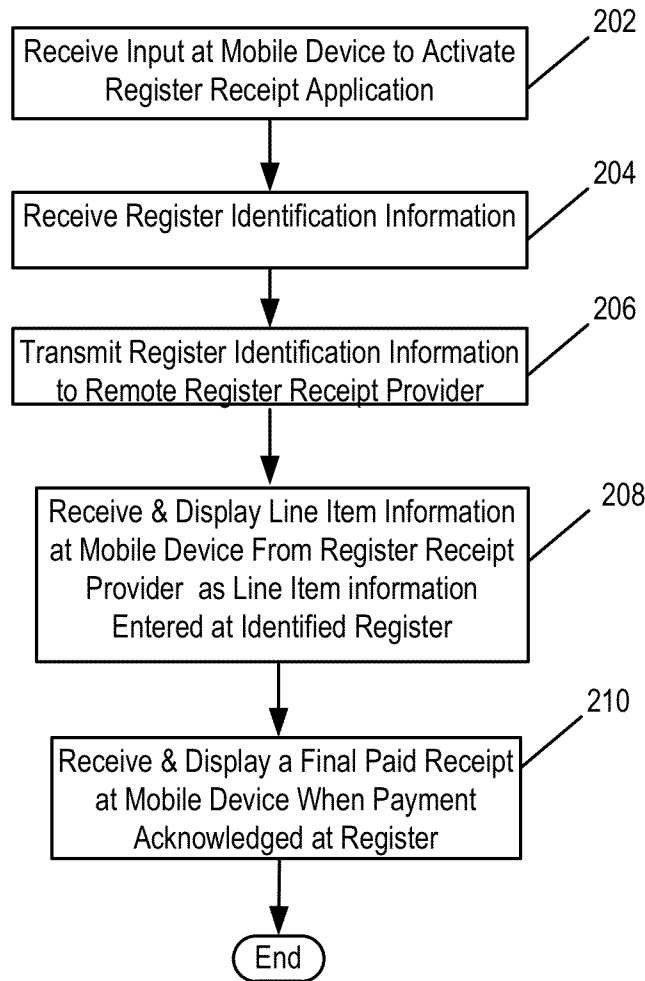 202
Receive Input at Mobile Device to Activate
Register Receipt Application
204
Receive Register Identification Information
206
Transmit Register Identification Information
to Remote Register Receipt Provider
208
Receive & Display Line Item Information
at Mobile Device From Register Receipt
Provider as Line Item information
Entered at Identified Register
210
Receive & Display a Final Paid Receipt
at Mobile Device When Payment
Acknowledged at Register
End